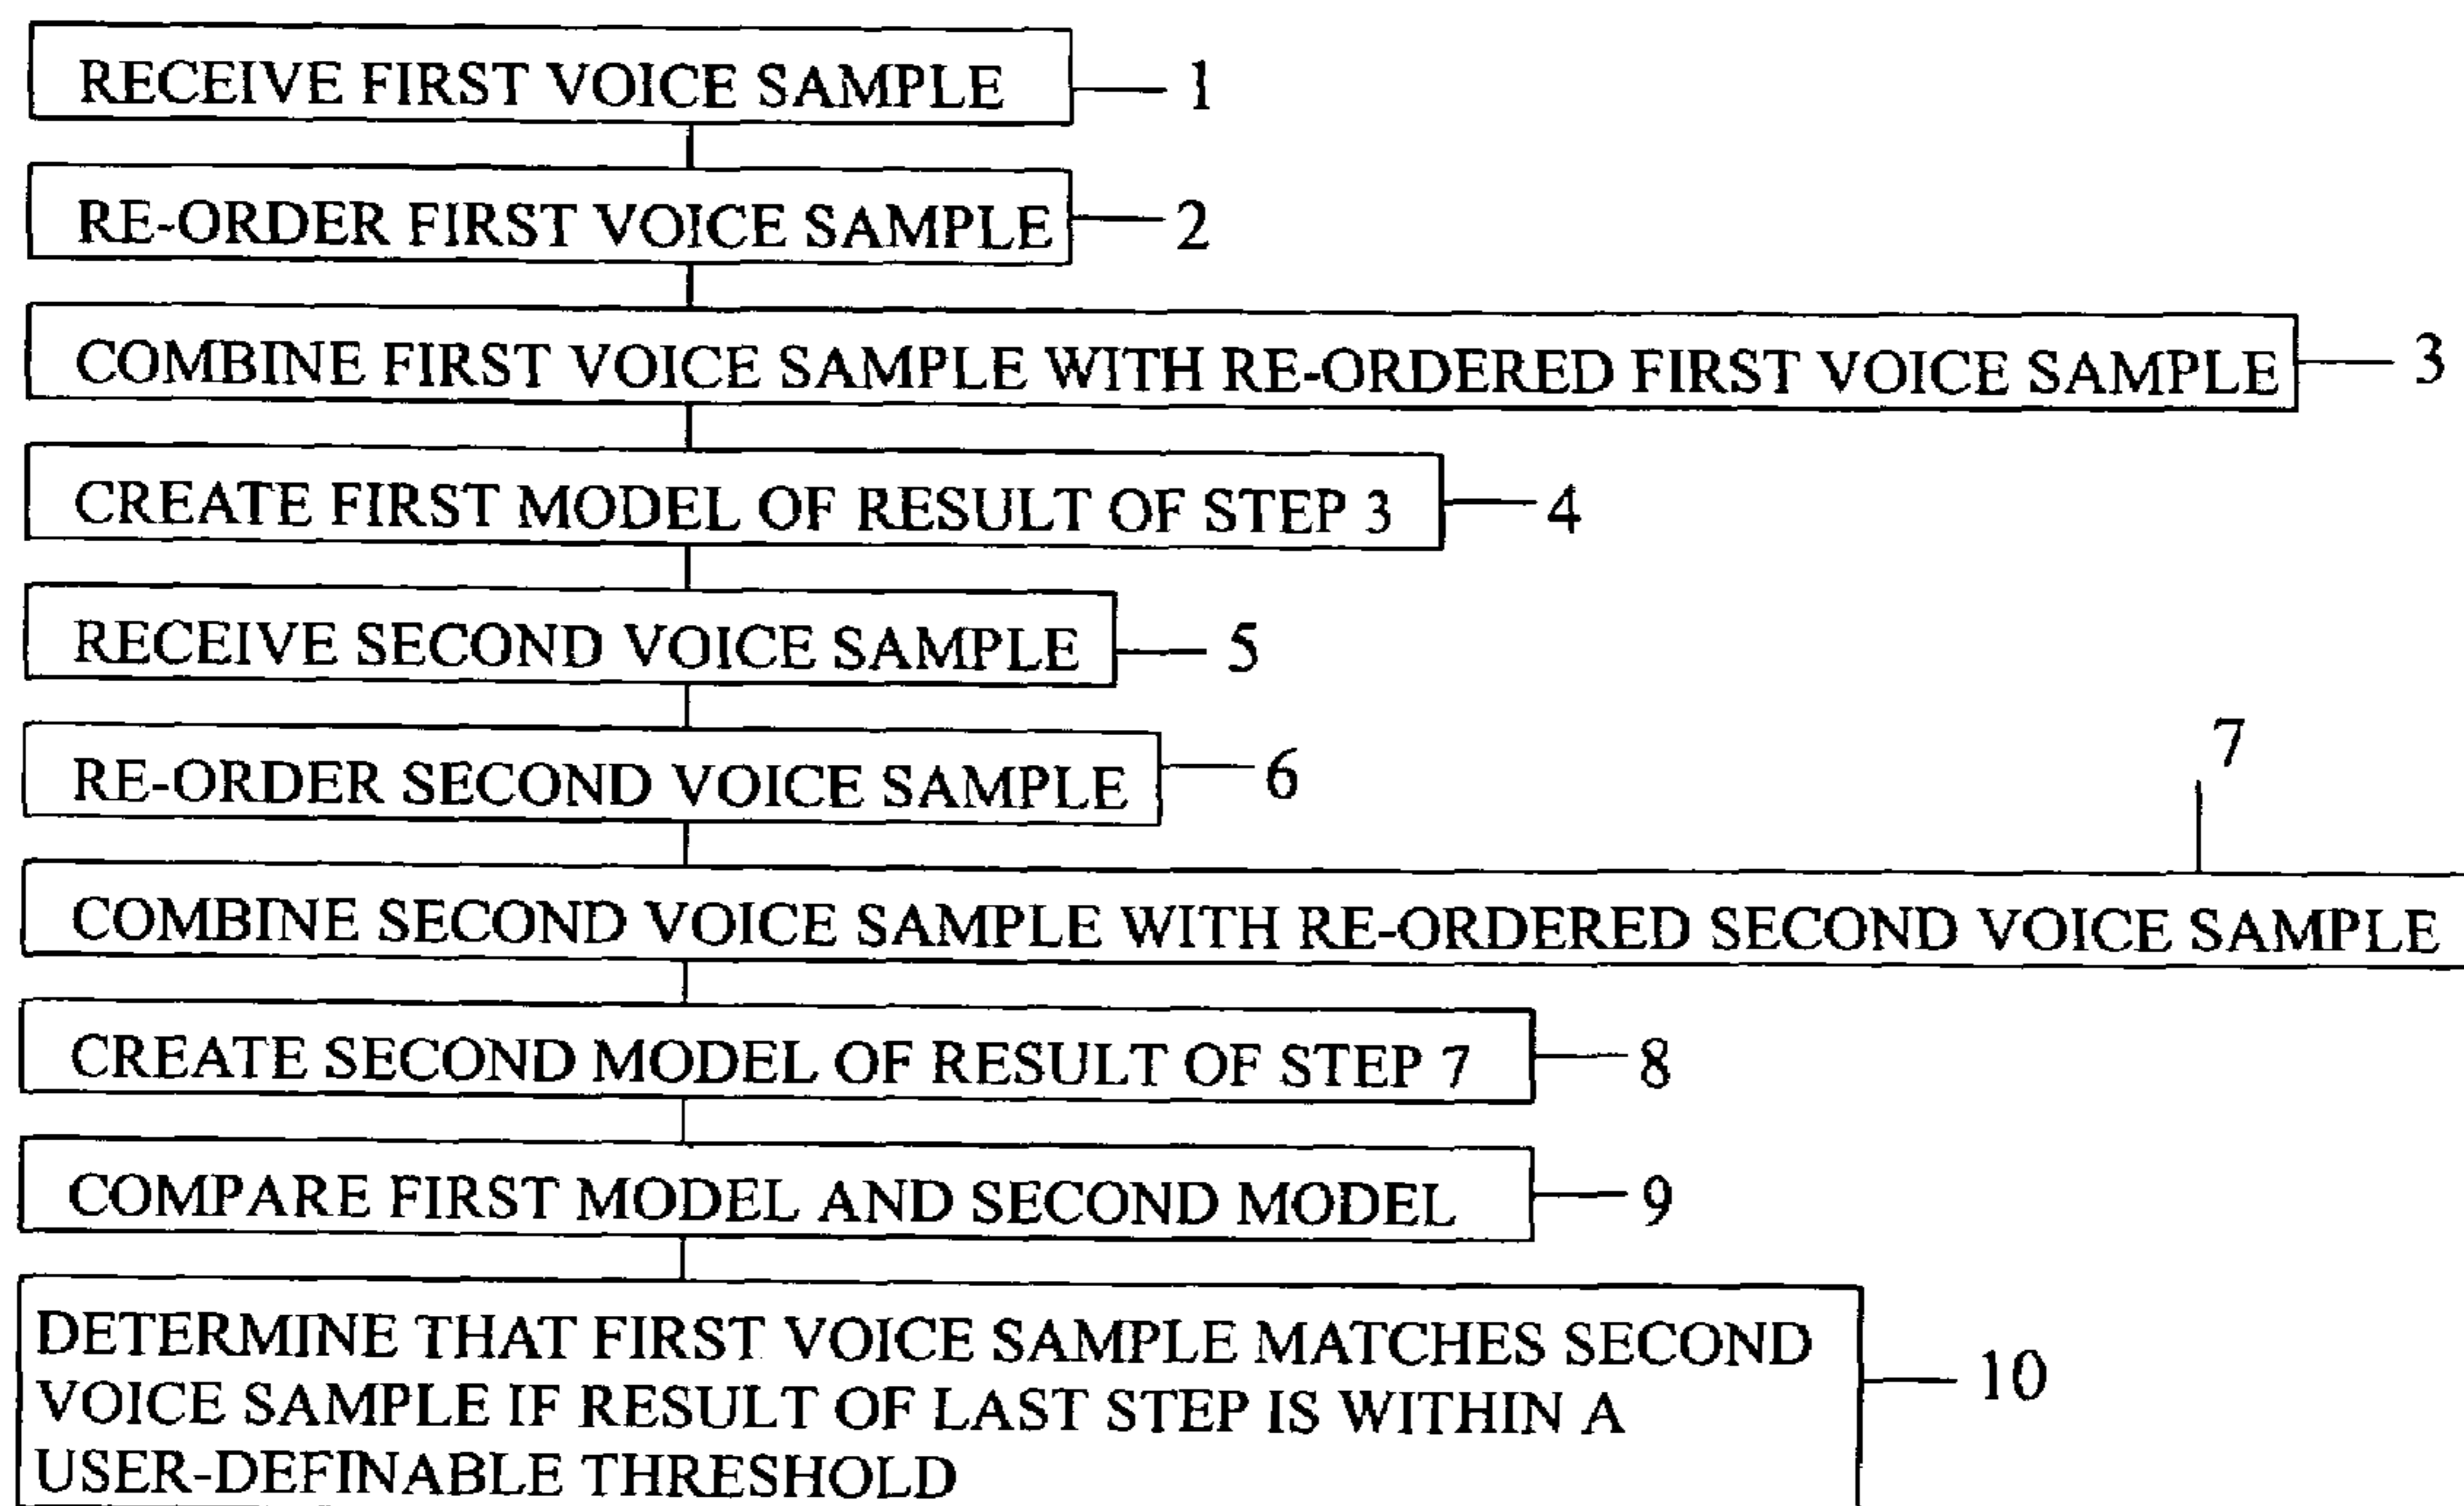 RECEIVE FIRST VOICE SAMPLE 1
RE-ORDER FIRST VOICE SAMPLE 2
COMBINE FIRST VOICE SAMPLE WITH RE-ORDERED FIRST VOICE SAMPLE 3
CREATE FIRST MODEL OF RESULT OF STEP 3 4
RECEIVE SECOND VOICE SAMPLE 5
RE-ORDER SECOND VOICE SAMPLE 6
7
COMBINE SECOND VOICE SAMPLE WITH RE-ORDERED SECOND VOICE SAMPLE
CREATE SECOND MODEL OF RESULT OF STEP 7 8
COMPARE FIRST MODEL AND SECOND MODEL 9
DETERMINE THAT FIRST VOICE SAMPLE MATCHES SECOND
VOICE SAMPLE IF RESULT OF LAST STEP IS WITHIN A 10
USER-DEFINABLE THRESHOLD